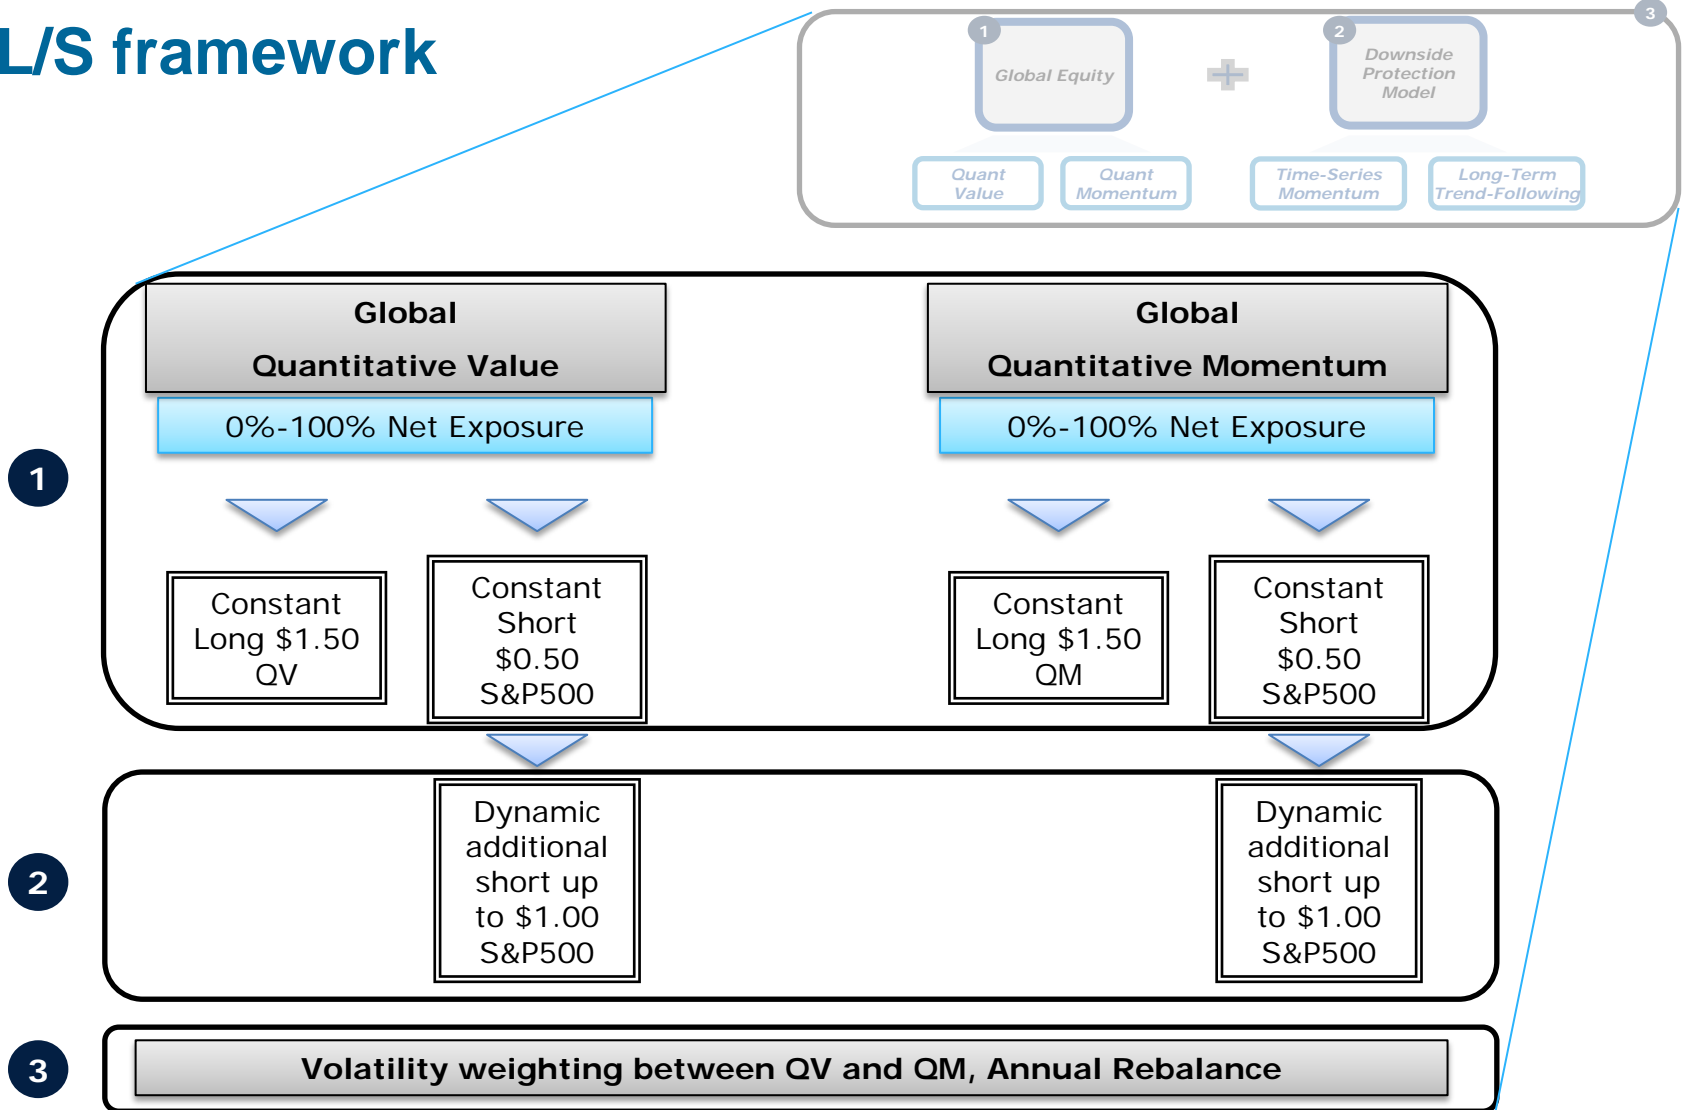 L/S framework
3
1
2
Global Equity
Downside
Protection
Model
Quant
Value
Quant
Momentum
Time-Series
Momentum
Long-Term
Trend-Following
Global
Quantitative Value
Global
Quantitative Momentum
0%-100% Net Exposure
0%-100% Net Exposure
1
Constant
Long $1.50
QV
Constant
Short
$0.50
S&P500
Constant
Long $1.50
QM
Constant
Short
$0.50
S&P500
2
Dynamic
additional
short up
to $1.00
S&P500
Dynamic
additional
short up
to $1.00
S&P500
3
Volatility weighting between QV and QM, Annual Rebalance